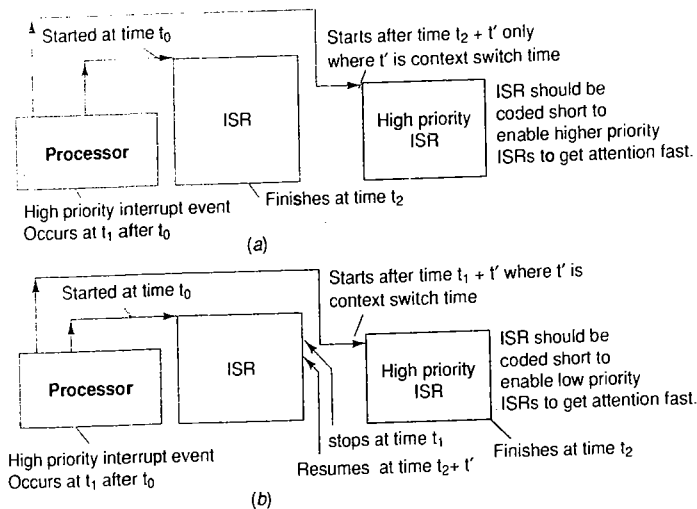 Started at time t₀
Starts after time t₂ + t′ only
where t′ is context switch time
ISR
High priority
ISR
ISR should be
coded short to
enable higher priority
ISRs to get attention fast.
Processor
High priority interrupt event
Occurs at t₁ after t₀
Finishes at time t₂
(a)
Started at time t₀
Starts after time t₁ + t′ where t′ is
context switch time
ISR
High priority
ISR
ISR should be
coded short to
enable low priority
ISRs to get attention fast.
Processor
stops at time t₁
High priority interrupt event
Occurs at t₁ after t₀
Resumes at time t₂+ t′
Finishes at time t₂
(b)